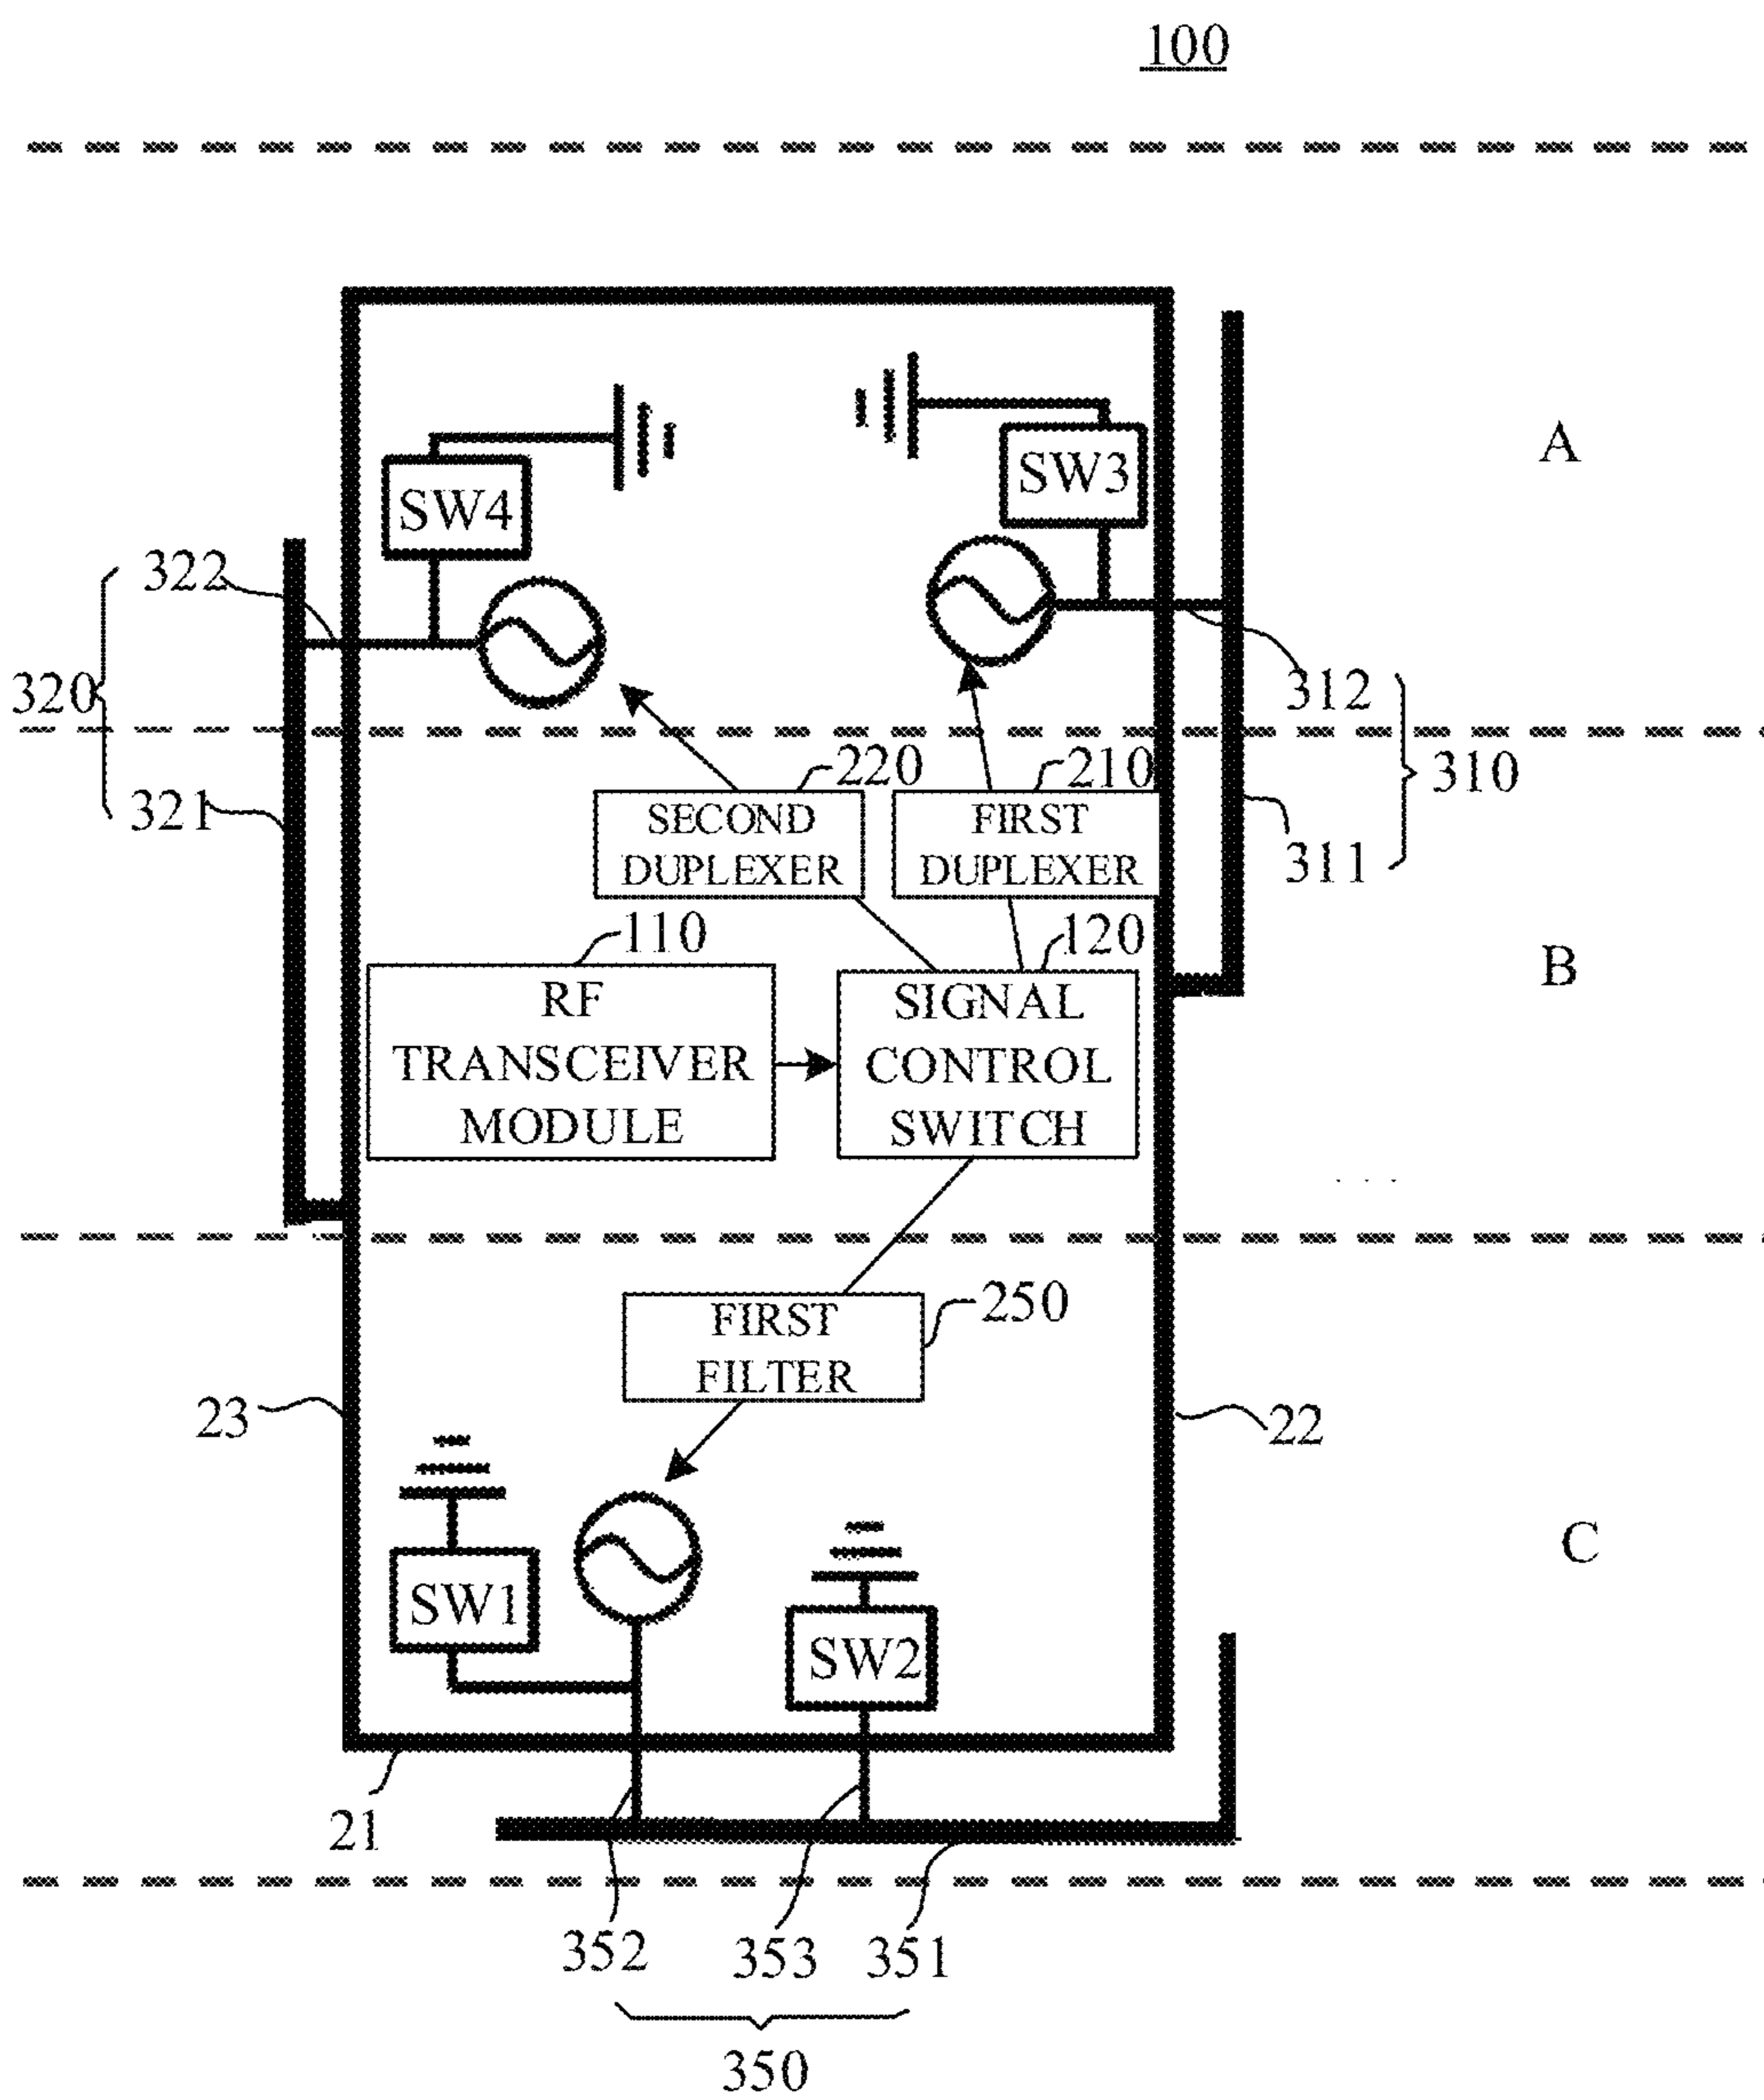 100
A
SW4
SW3
322
320
312
310
321
311
220
210
SECOND
DUPLEXER
FIRST
DUPLEXER
110
120
B
RF
TRANSCEIVER
MODULE
SIGNAL
CONTROL
SWITCH
FIRST
FILTER
250
23
22
C
SW1
SW2
21
352
353
351
350